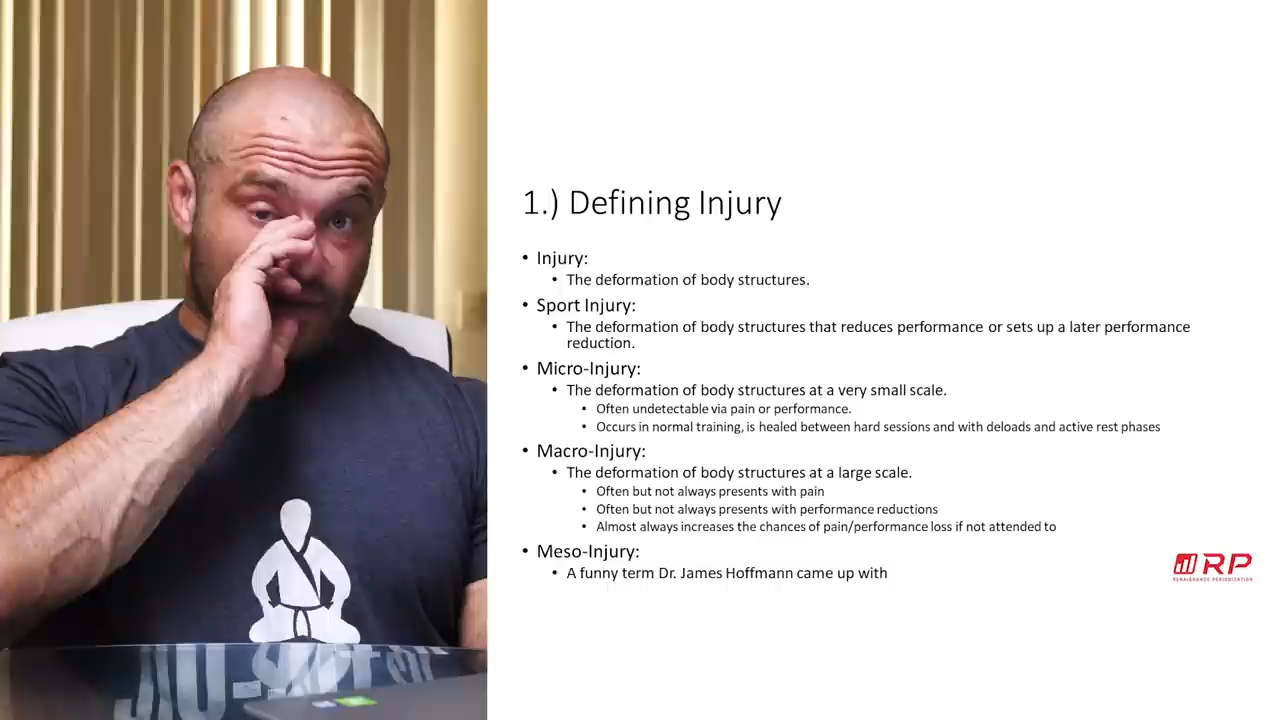 1.) Defining Injury
• Injury:
• The deformation of body structures.
• Sport Injury:
• The deformation of body structures that reduces performance or sets up a later performance
reduction.
• Micro-Injury:
• The deformation of body structures at a very small scale.
• Often undetectable via pain or performance.
• Occurs in normal training, is healed between hard sessions and with deloads and active rest phases
• Macro-Injury:
• The deformation of body structures at a large scale.
• Often but not always presents with pain
• Often but not always presents with performance reductions
• Almost always increases the chances of pain/performance loss if not attended to
• Meso-Injury:
• A funny term Dr. James Hoffmann came up with
RP
RENAISSANCE PERIODIZATION